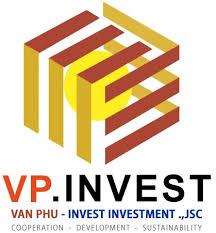 VP.INVEST
VAN PHU - INVEST INVESTMENT .,JSC
COOPERATION - DEVELOPMENT - SUSTAINABILITY